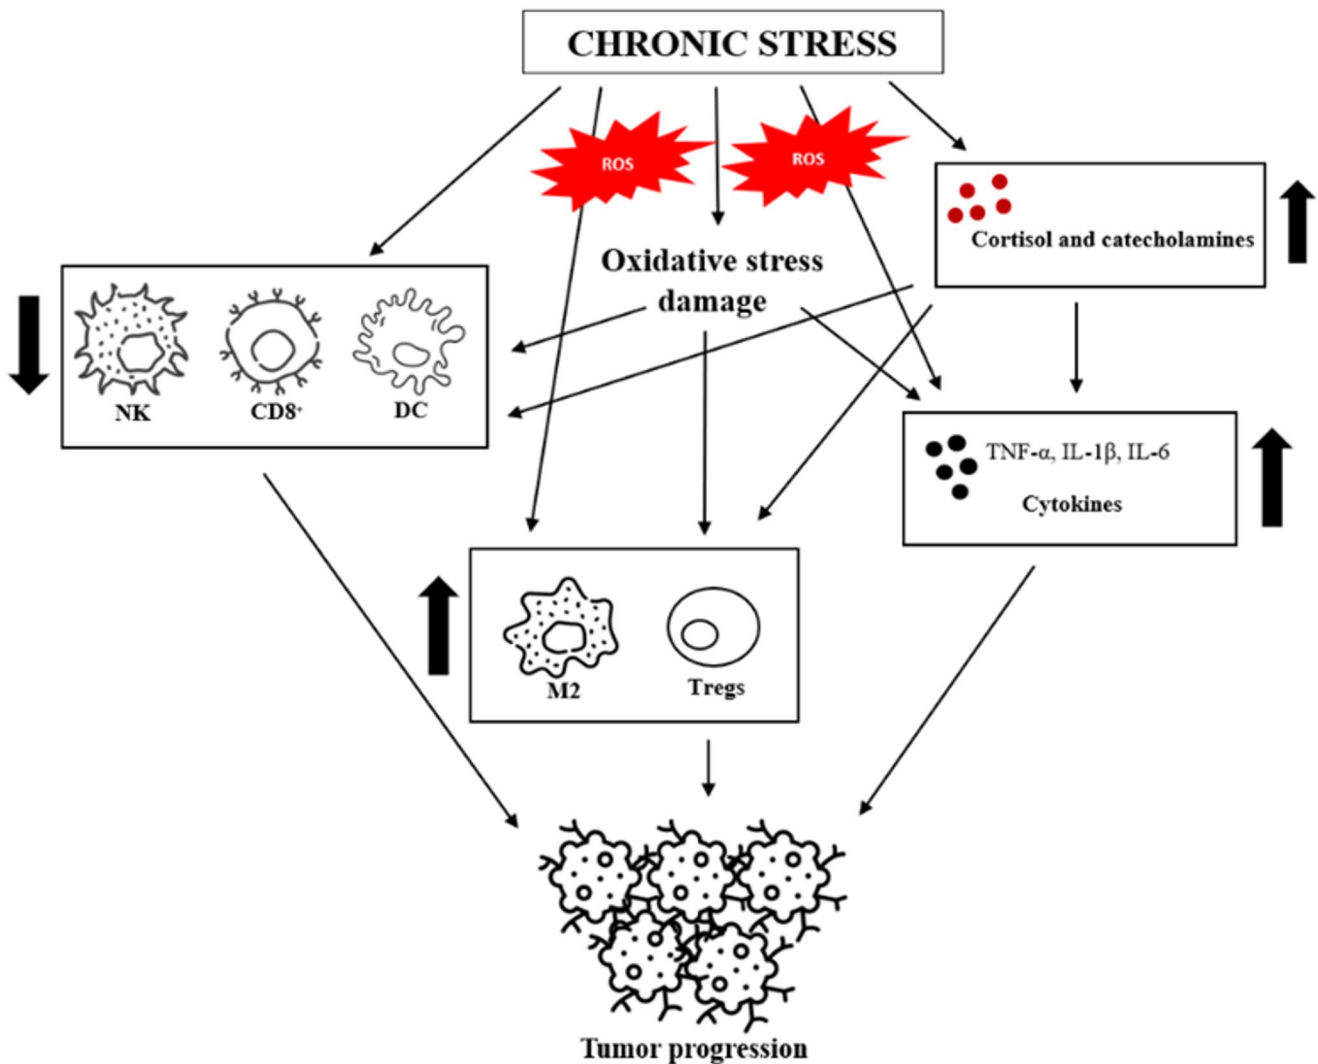 CHRONIC STRESS
ROS
ROS
Cortisol and catecholamines
Oxidative stress
damage
NK
CD8⁺
DC
TNF-α, IL-1β, IL-6
Cytokines
M2
Tregs
Tumor progression